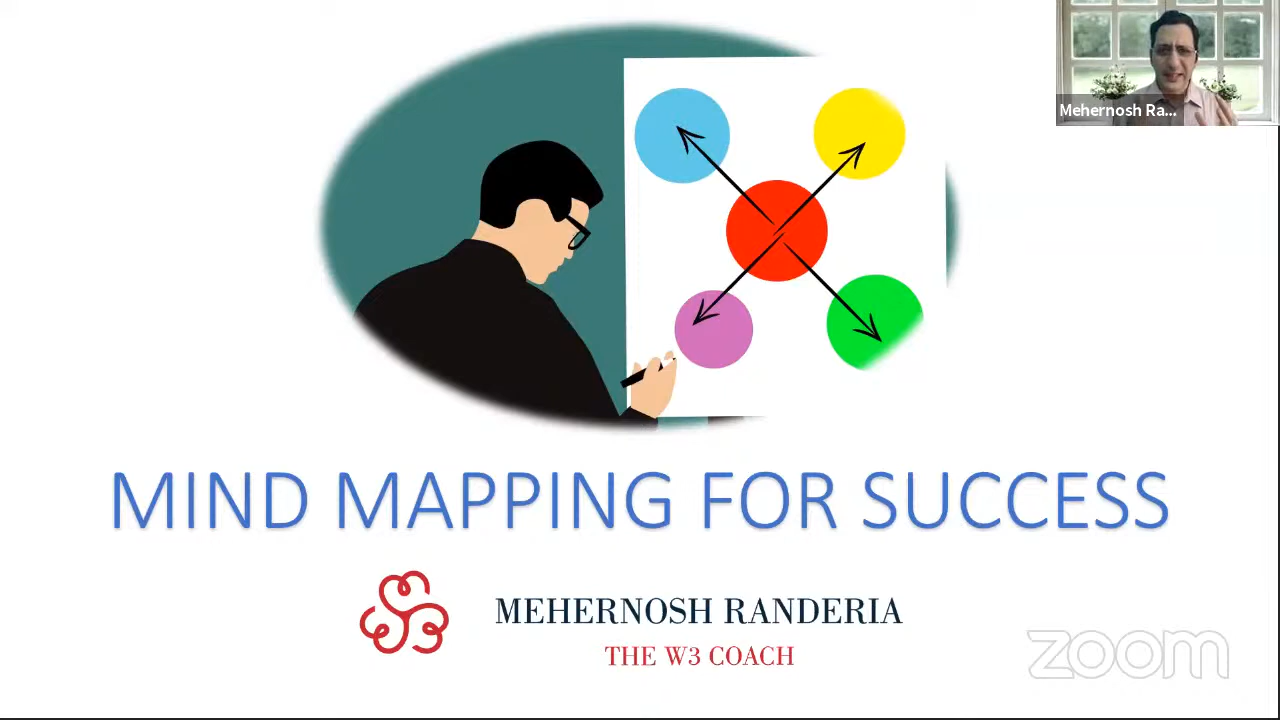 Mehernosh Ra...
MIND MAPPING FOR SUCCESS
MEHERNOSH RANDERIA
THE W3 COACH
zoom